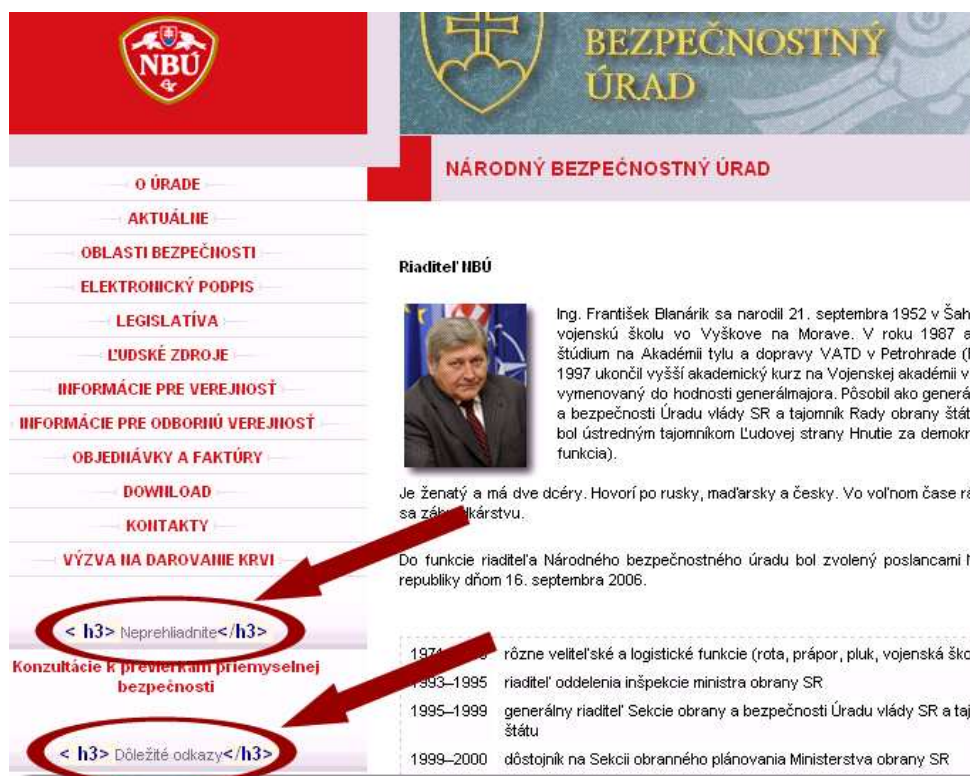 NBÚ
BEZPEČNOSTNÝ
ÚRAD
NÁRODNÝ BEZPEČNOSTNÝ ÚRAD
O ÚRADE
AKTUÁLNE
OBLASTI BEZPEČNOSTI
ELEKTRONICKÝ PODPIS
LEGISLATÍVA
ĽUDSKÉ ZDROJE
INFORMÁCIE PRE VEREJNOSŤ
INFORMÁCIE PRE ODBORNÚ VEREJNOSŤ
OBJEDNÁVKY A FAKTÚRY
DOWNLOAD
KONTAKTY
VÝZVA NA DAROVANIE KRVI
< h3> Neprehliadnite</h3>
Konzultácie k previerkam priemyselnej
bezpečnosti
< h3> Dôležité odkazy</h3>
Riaditeľ NBÚ
Ing. František Blanárik sa narodil 21. septembra 1952 v Šah
vojenskú školu vo Vyškove na Morave. V roku 1987 a
štúdium na Akadémii tylu a dopravy VATD v Petrohrade (
1997 ukončil vyšší akademický kurz na Vojenskej akadémii v
vymenovaný do hodnosti generálmajora. Pôsobil ako generá
a bezpečnosti Úradu vlády SR a tajomník Rady obrany štát
bol ústredným tajomníkom Ľudovej strany Hnutie za demokr
funkcia).
Je ženatý a má dve dcéry. Hovorí po rusky, maďarsky a česky. Vo voľnom čase r
sa
Do funkcie riaditeľa Národného bezpečnostného úradu bol zvolený poslancami
republiky dňom 16. septembra 2006.
rôzne veliteľské a logistické funkcie (rota, prápor, pluk, vojenská ško
1993–1995 riaditeľ oddelenia inšpekcie ministra obrany SR
1995–1999 generálny riaditeľ Sekcie obrany a bezpečnosti Úradu vlády SR a taj
štátu
1999–2000 dôstojník na Sekcii obranného plánovania Ministerstva obrany SR